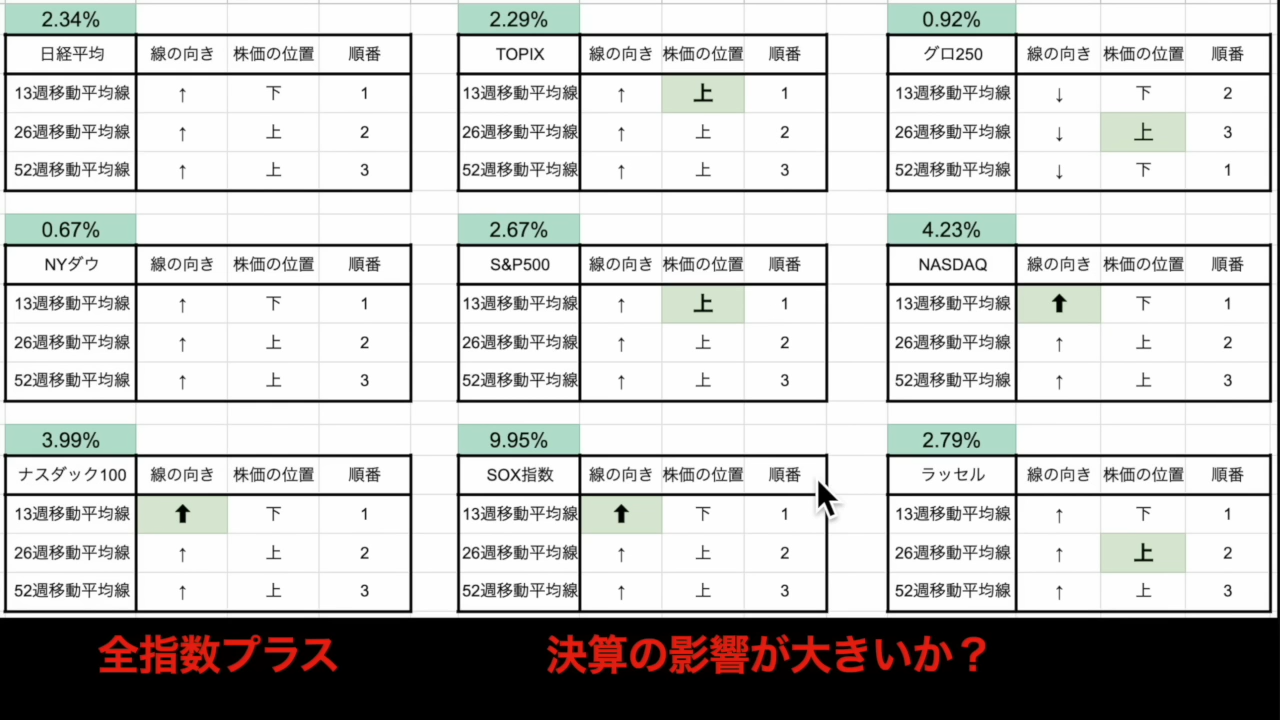 2.34% 2.29% 0.92%
日経平均 線の向き 株価の位置 順番 TOPIX 線の向き 株価の位置 順番 グロ250 線の向き 株価の位置 順番
13週移動平均線 ↑ 下 1 13週移動平均線 ↑ 上 1 13週移動平均線 ↓ 下 2
26週移動平均線 ↑ 上 2 26週移動平均線 ↑ 上 2 26週移動平均線 ↓ 上 3
52週移動平均線 ↑ 上 3 52週移動平均線 ↑ 上 3 52週移動平均線 ↓ 下 1
0.67% 2.67% 4.23%
NYダウ 線の向き 株価の位置 順番 S&P500 線の向き 株価の位置 順番 NASDAQ 線の向き 株価の位置 順番
13週移動平均線 ↑ 下 1 13週移動平均線 ↑ 上 1 13週移動平均線 ⬆ 下 1
26週移動平均線 ↑ 上 2 26週移動平均線 ↑ 上 2 26週移動平均線 ↑ 上 2
52週移動平均線 ↑ 上 3 52週移動平均線 ↑ 上 3 52週移動平均線 ↑ 上 3
3.99% 9.95% 2.79%
ナスダック100 線の向き 株価の位置 順番 SOX指数 線の向き 株価の位置 順番 ラッセル 線の向き 株価の位置 順番
13週移動平均線 ⬆ 下 1 13週移動平均線 ⬆ 下 1 13週移動平均線 ↑ 下 1
26週移動平均線 ↑ 上 2 26週移動平均線 ↑ 上 2 26週移動平均線 ↑ 上 2
52週移動平均線 ↑ 上 3 52週移動平均線 ↑ 上 3 52週移動平均線 ↑ 上 3
全指数プラス 決算の影響が大きいか？